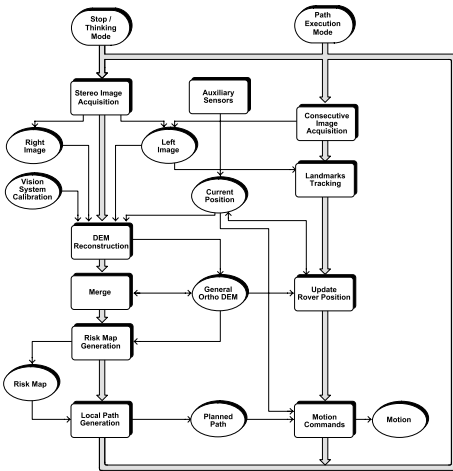 Stop /
Thinking
Mode
Path
Execution
Mode
Stereo Image
Acquisition
Auxiliary
Sensors
Consecutive
Image
Acquisition
Right
Image
Left
Image
Landmarks
Tracking
Vision
System
Calibration
Current
Position
DEM
Reconstruction
Merge
General
Ortho DEM
Update
Rover Position
Risk Map
Generation
Risk Map
Local Path
Generation
Planned
Path
Motion
Commands
Motion